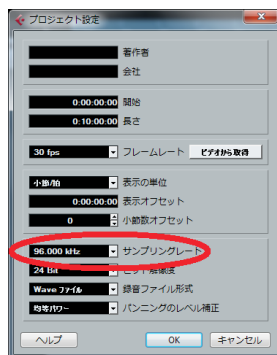 プロジェクト設定
著作者
会社
0:00:00:00 開始
0:10:00:00 長さ
30 fps フレームレート ビデオから取得
小節/拍 表示の単位
0:00:00:00 表示オフセット
0 小節数オフセット
96.000 kHz サンプリングレート
24 Bit ビット解像度
Wave ファイル 録音ファイル形式
均等パワー パンニングのレベル補正
ヘルプ OK キャンセル